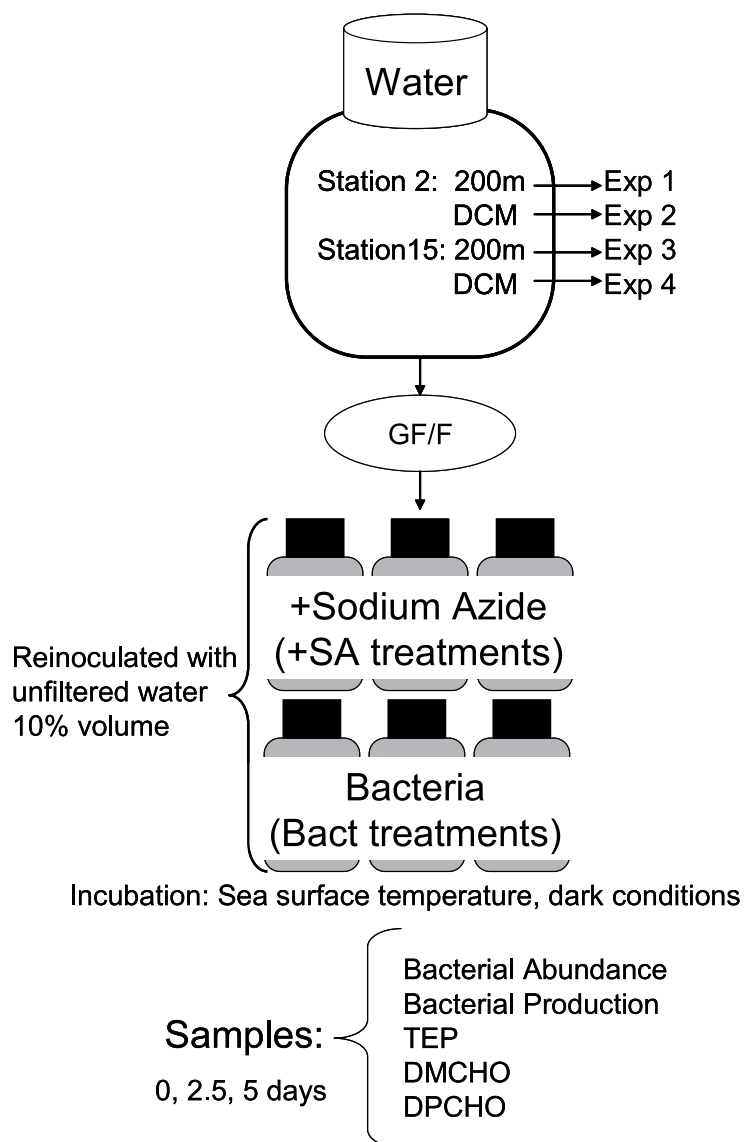 Water
Station 2: 200m Exp 1
DCM Exp 2
Station15: 200m Exp 3
DCM Exp 4
GF/F
+Sodium Azide
(+SA treatments)
Reinoculated with
unfiltered water
10% volume
Bacteria
(Bact treatments)
Incubation: Sea surface temperature, dark conditions
Samples:
0, 2.5, 5 days
Bacterial Abundance
Bacterial Production
TEP
DMCHO
DPCHO